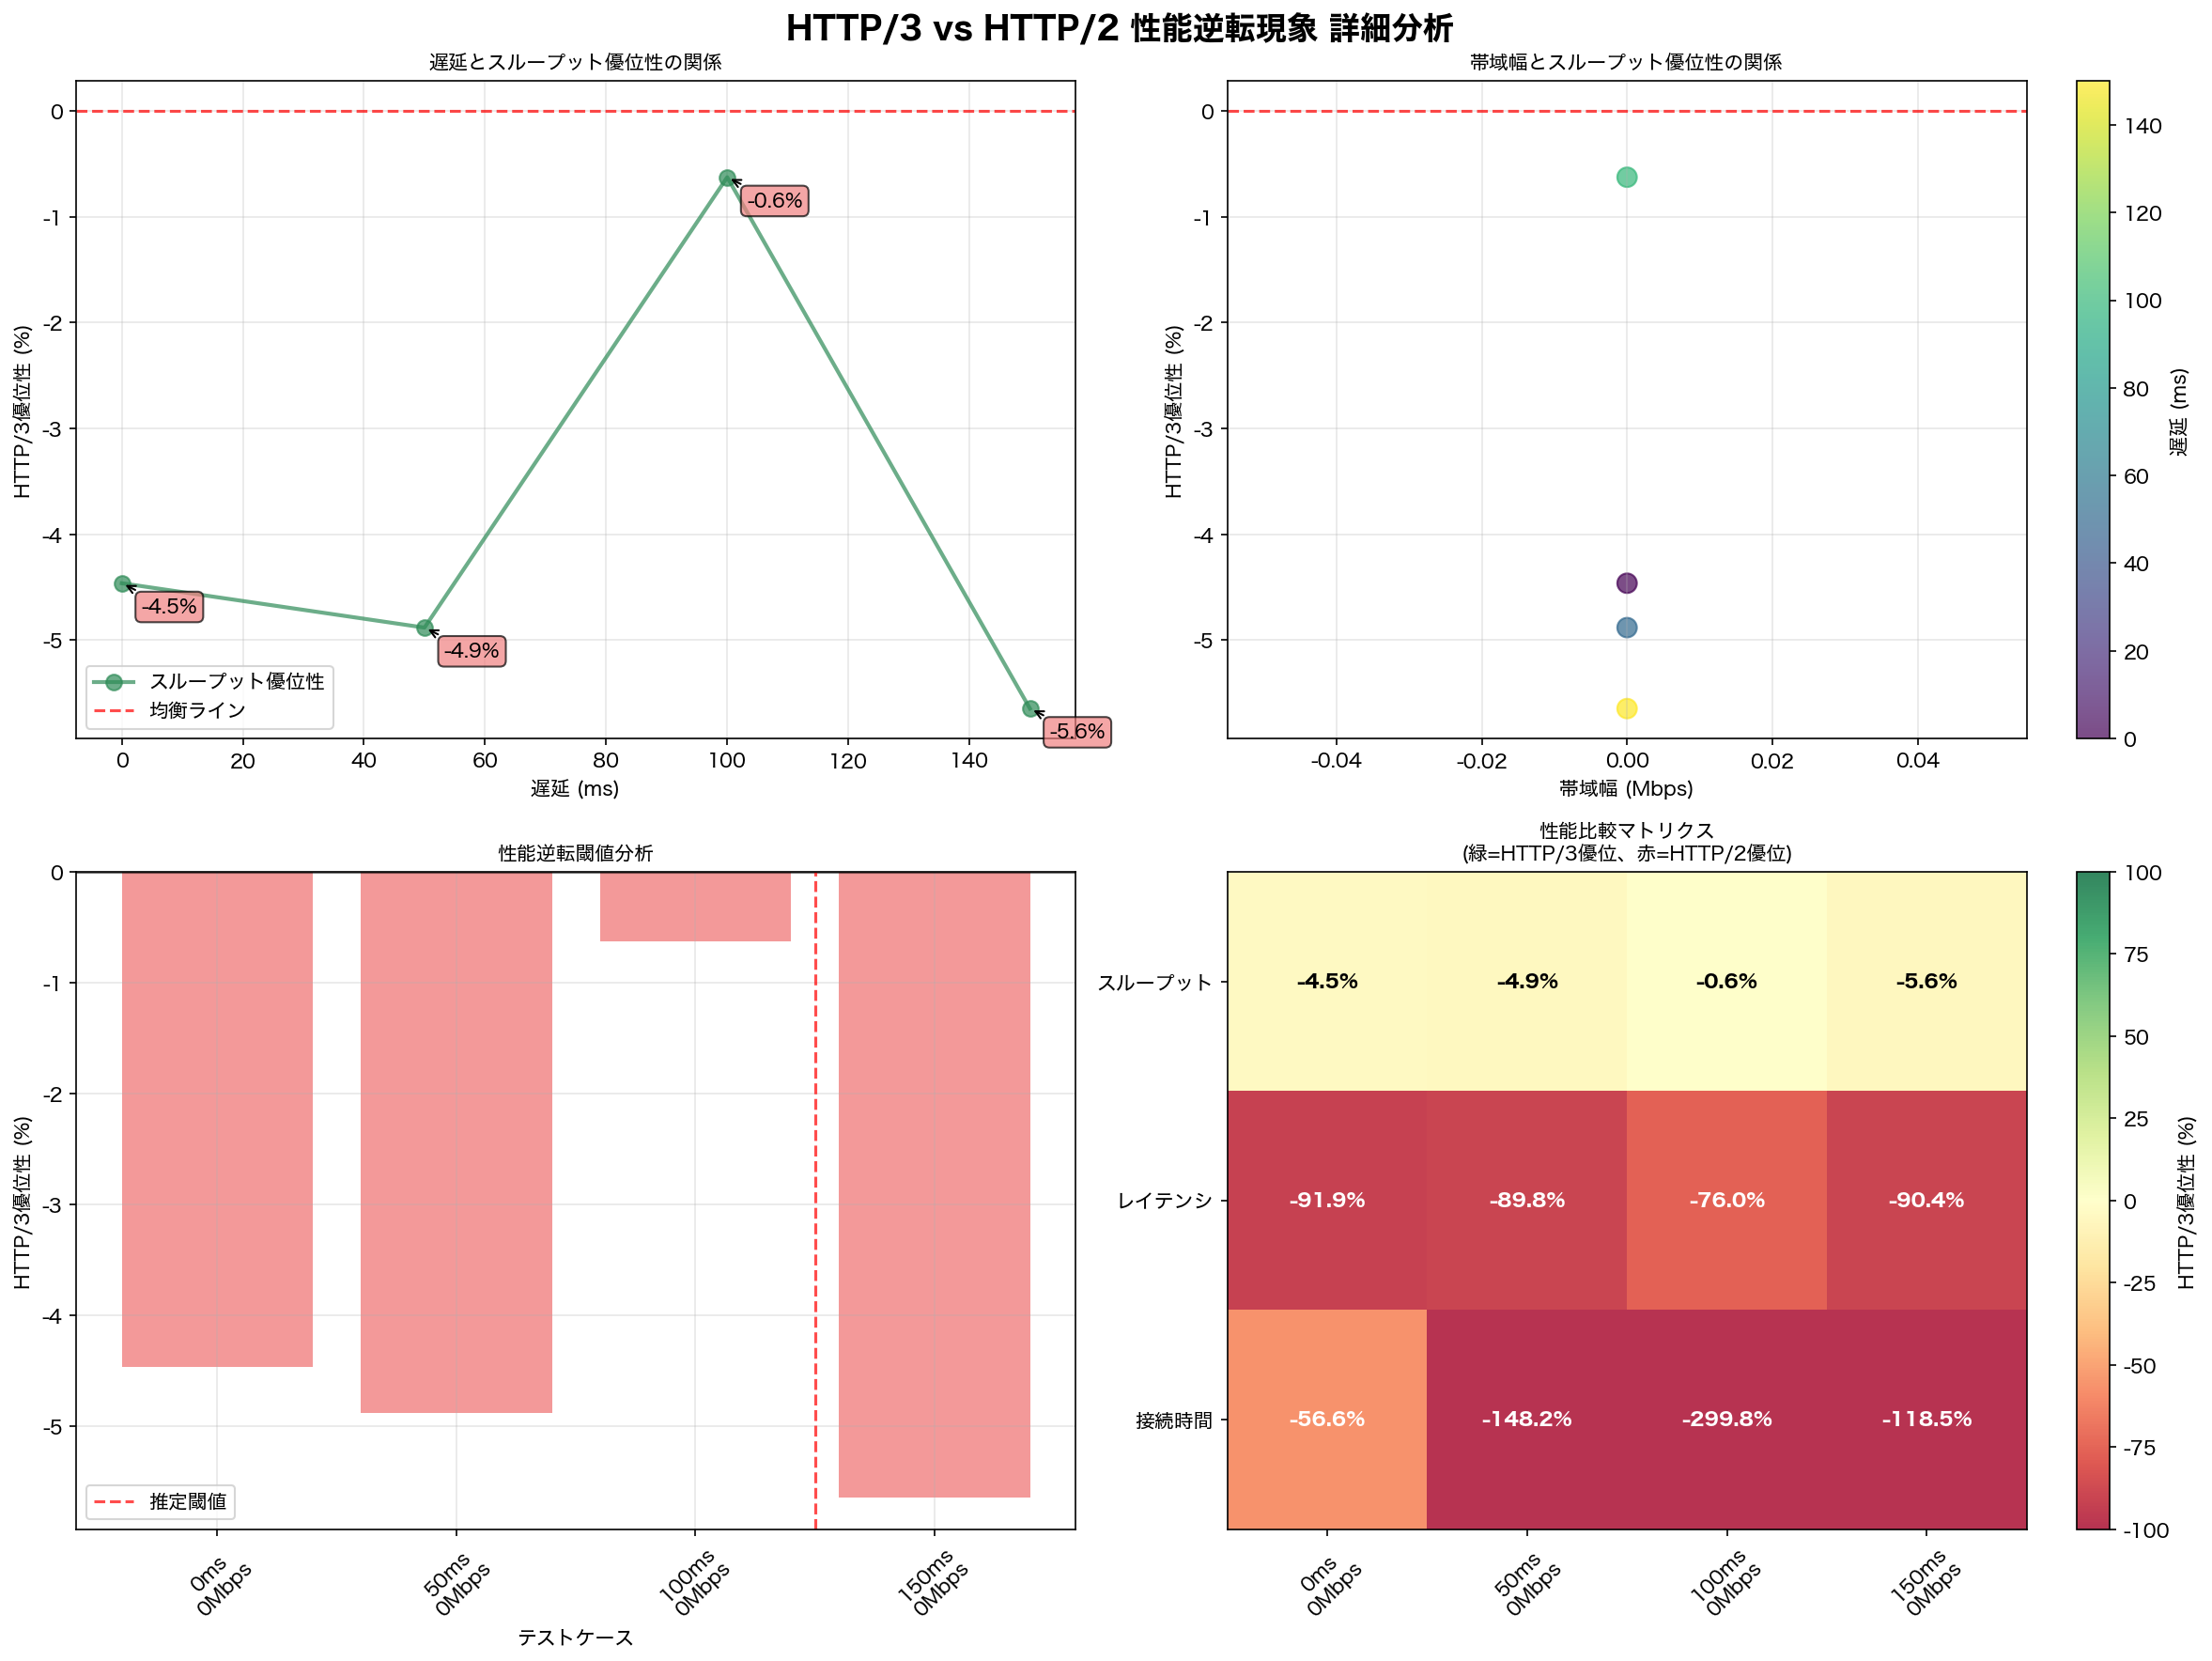 HTTP/3 vs HTTP/2 性能逆転現象 詳細分析
遅延とスループット優位性の関係
0
-1
-2
-3
-4
-5
HTTP/3優位性 (%)
-4.5%
-4.9%
-0.6%
-5.6%
スループット優位性
均衡ライン
0
20
40
60
80
100
120
140
遅延 (ms)
帯域幅とスループット優位性の関係
0
-1
-2
-3
-4
-5
HTTP/3優位性 (%)
-0.04
-0.02
0.00
0.02
0.04
帯域幅 (Mbps)
140
120
100
80
60
40
20
0
遅延 (ms)
性能逆転閾値分析
0
-1
-2
-3
-4
-5
HTTP/3優位性 (%)
推定閾値
0ms
0Mbps
50ms
0Mbps
100ms
0Mbps
150ms
0Mbps
テストケース
性能比較マトリクス
(緑=HTTP/3優位、赤=HTTP/2優位)
スループット
-4.5%
-4.9%
-0.6%
-5.6%
レイテンシ
-91.9%
-89.8%
-76.0%
-90.4%
接続時間
-56.6%
-148.2%
-299.8%
-118.5%
0ms
0Mbps
50ms
0Mbps
100ms
0Mbps
150ms
0Mbps
100
75
50
25
0
-25
-50
-75
-100
HTTP/3優位性 (%)